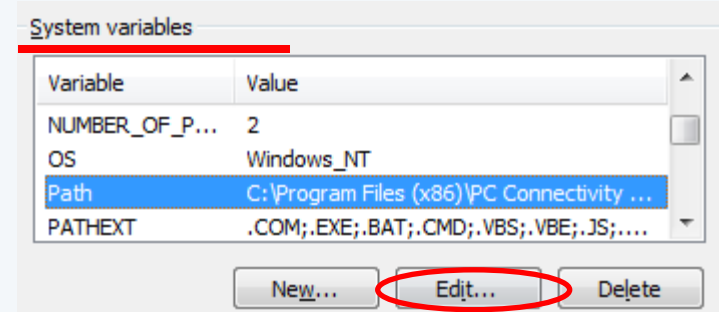 System variables
Variable Value
NUMBER_OF_P... 2
OS Windows_NT
Path C:\Program Files (x86)\PC Connectivity ...
PATHEXT .COM;.EXE;.BAT;.CMD;.VBS;.VBE;.JS;....
New... Edit... Delete